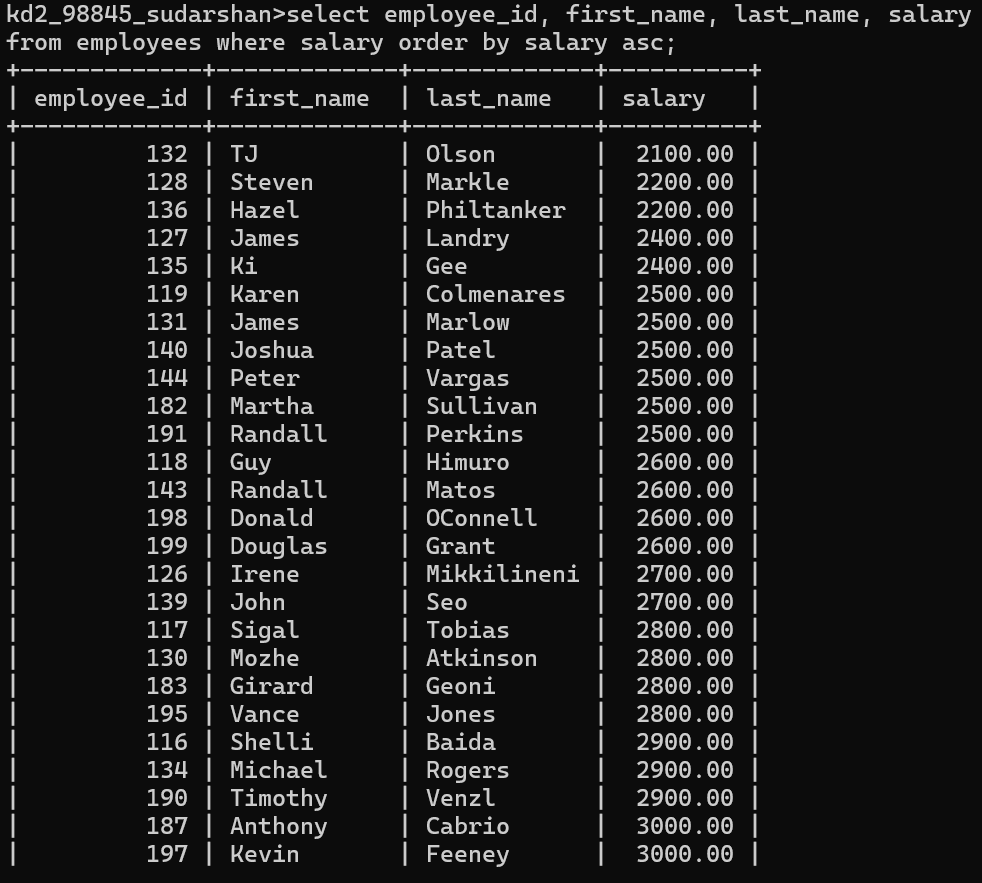 kd2_98845_sudarshan>select employee_id, first_name, last_name, salary
from employees where salary order by salary asc;
+-------------+-------------+-------------+----------+
| employee_id | first_name  | last_name   | salary   |
+-------------+-------------+-------------+----------+
|         132 | TJ          | Olson       |  2100.00 |
|         128 | Steven      | Markle      |  2200.00 |
|         136 | Hazel       | Philtanker  |  2200.00 |
|         127 | James       | Landry      |  2400.00 |
|         135 | Ki          | Gee         |  2400.00 |
|         119 | Karen       | Colmenares  |  2500.00 |
|         131 | James       | Marlow      |  2500.00 |
|         140 | Joshua      | Patel       |  2500.00 |
|         144 | Peter       | Vargas      |  2500.00 |
|         182 | Martha      | Sullivan    |  2500.00 |
|         191 | Randall     | Perkins     |  2500.00 |
|         118 | Guy         | Himuro      |  2600.00 |
|         143 | Randall     | Matos       |  2600.00 |
|         198 | Donald      | OConnell    |  2600.00 |
|         199 | Douglas     | Grant       |  2600.00 |
|         126 | Irene       | Mikkilineni |  2700.00 |
|         139 | John        | Seo         |  2700.00 |
|         117 | Sigal       | Tobias      |  2800.00 |
|         130 | Mozhe       | Atkinson    |  2800.00 |
|         183 | Girard      | Geoni       |  2800.00 |
|         195 | Vance       | Jones       |  2800.00 |
|         116 | Shelli      | Baida       |  2900.00 |
|         134 | Michael     | Rogers      |  2900.00 |
|         190 | Timothy     | Venzl       |  2900.00 |
|         187 | Anthony     | Cabrio      |  3000.00 |
|         197 | Kevin       | Feeney      |  3000.00 |